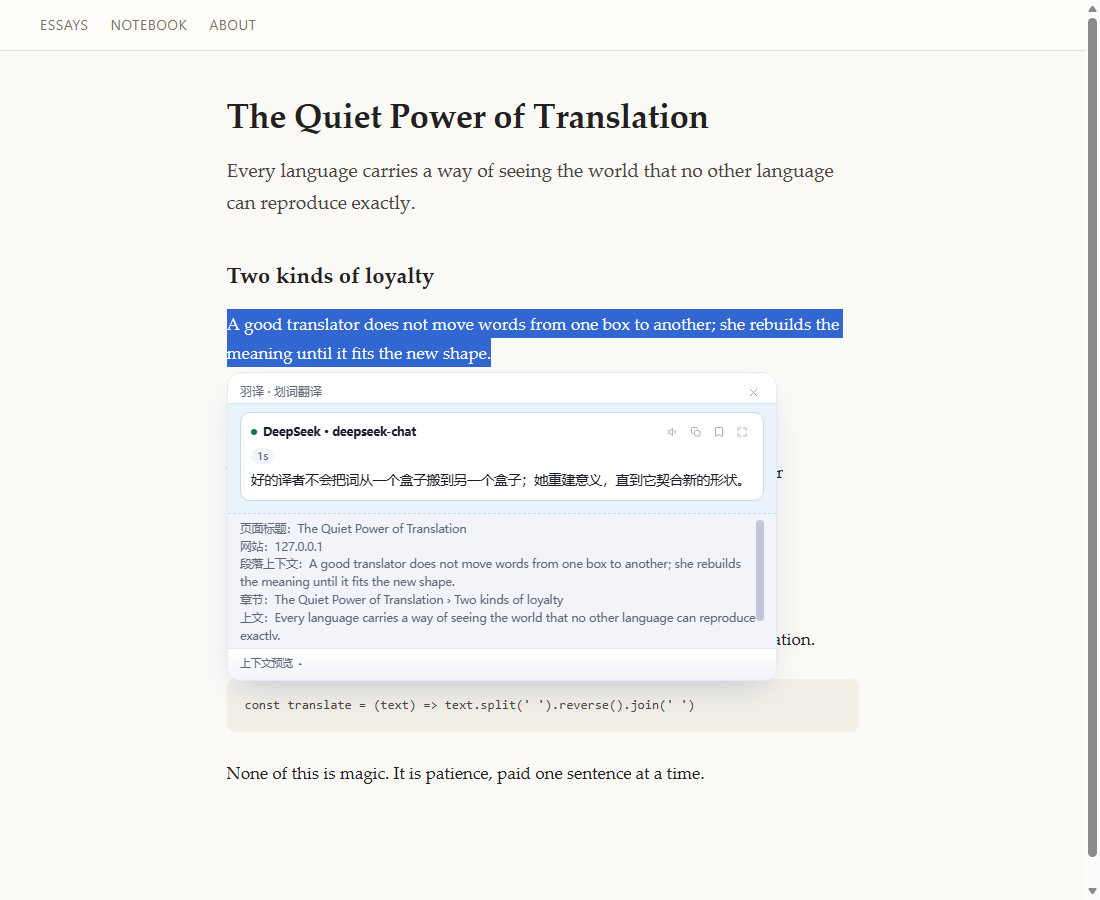 ESSAYS NOTEBOOK ABOUT
The Quiet Power of Translation
Every language carries a way of seeing the world that no other language
can reproduce exactly.
Two kinds of loyalty
A good translator does not move words from one box to another; she rebuilds the
meaning until it fits the new shape.
羽译 · 划词翻译
DeepSeek • deepseek-chat
1s
好的译者不会把词从一个盒子搬到另一个盒子；她重建意义，直到它契合新的形状。
页面标题：The Quiet Power of Translation
网站：127.0.0.1
段落上下文：A good translator does not move words from one box to another; she rebuilds
the meaning until it fits the new shape.
章节：The Quiet Power of Translation › Two kinds of loyalty
上文：Every language carries a way of seeing the world that no other language can reproduce
exactly.
上下文预览
const translate = (text) => text.split(' ').reverse().join(' ')
None of this is magic. It is patience, paid one sentence at a time.